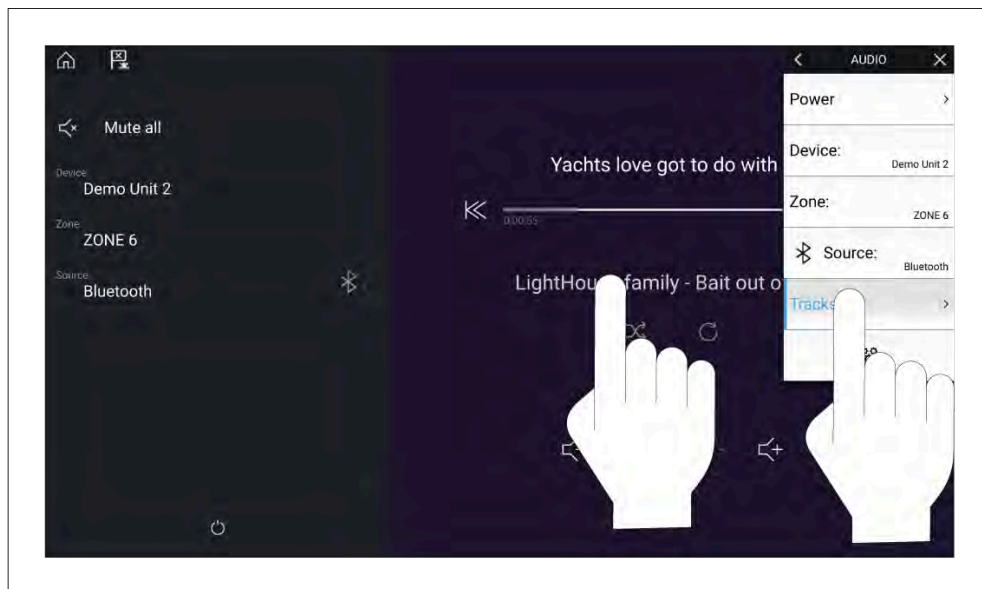 Mute all
Device
Demo Unit 2
Zone
ZONE 6
Source
Bluetooth
Yachts love got to do with
0:00:55
family - Bait out o
AUDIO
Power
Device:
Demo Unit 2
Zone:
ZONE 6
Source:
Bluetooth
Tracks